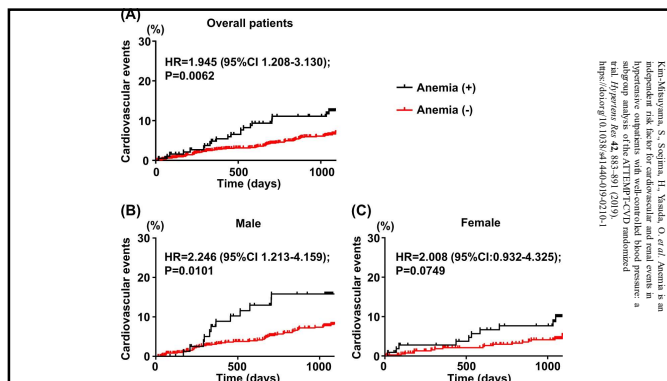 (A)
Overall patients
(%)
30
20
10
0
Cardiovascular events
HR=1.945 (95%CI 1.208-3.130);
P=0.0062
0
500
1000
Time (days)
Anemia (+)
Anemia (-)
(B)
Male
(%)
30
20
10
0
Cardiovascular events
HR=2.246 (95%CI 1.213-4.159);
P=0.0101
0
500
1000
Time (days)
(C)
Female
(%)
30
20
10
0
Cardiovascular events
HR=2.008 (95%CI:0.932-4.325);
P=0.0749
0
500
1000
Time (days)
Kim-Mitsuyama, S., Soejima, H., Yasuda, O. et al. Anemia is an
independent risk factor for cardiovascular and renal events in
hypertensive outpatients with well-controlled blood pressure: a
subgroup analysis of the ATTEMPT-CVD randomized
trial. Hypertens Res 42, 883–891 (2019).
https://doi.org/10.1038/s41440-019-0210-1